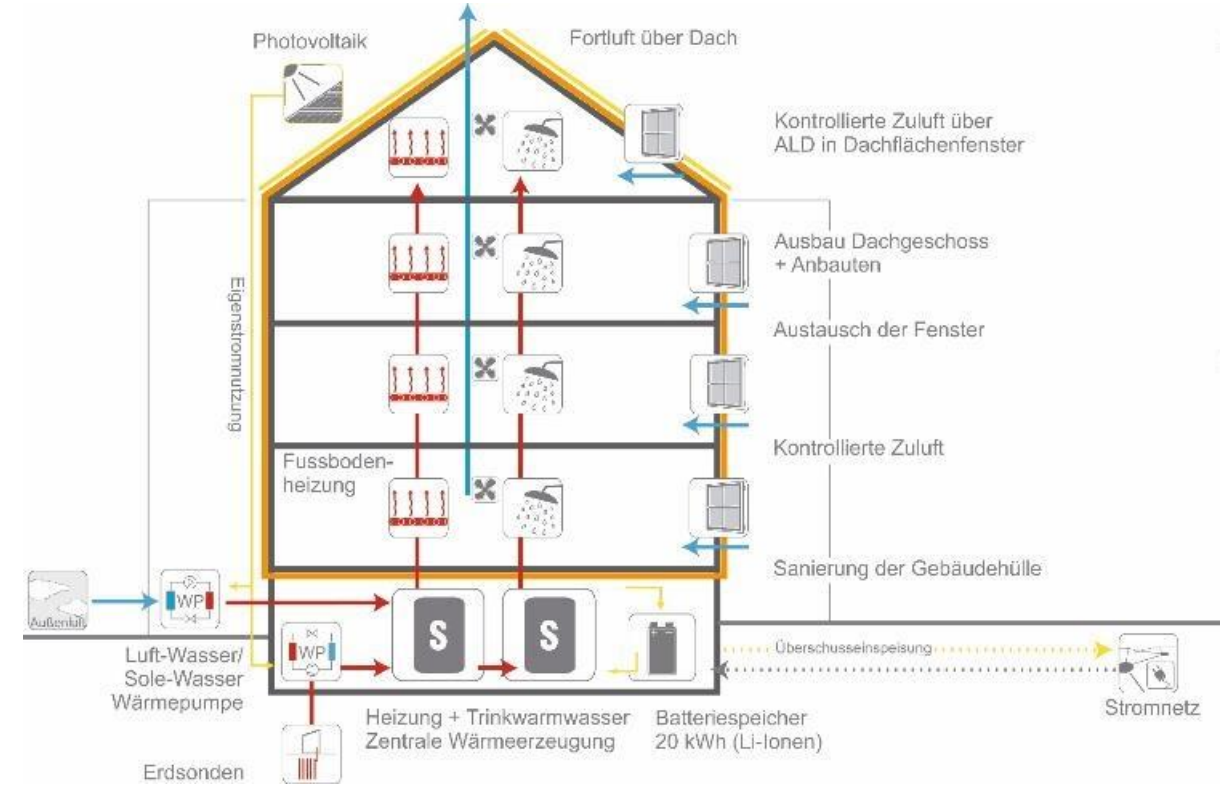 Photovoltaik
Fortluft über Dach
Kontrollierte Zuluft über
ALD in Dachflächenfenster
Ausbau Dachgeschoss
+ Anbauten
Eigenstromnutzung
Austausch der Fenster
Kontrollierte Zuluft
Fussboden-
heizung
Sanierung der Gebäudehülle
Außenluft
WP
S
S
WP
Überschusseinspeisung
Luft-Wasser/
Sole-Wasser
Wärmepumpe
Stromnetz
Heizung + Trinkwarmwasser
Zentrale Wärmeerzeugung
Batteriespeicher
20 kWh (Li-Ionen)
Erdsonden